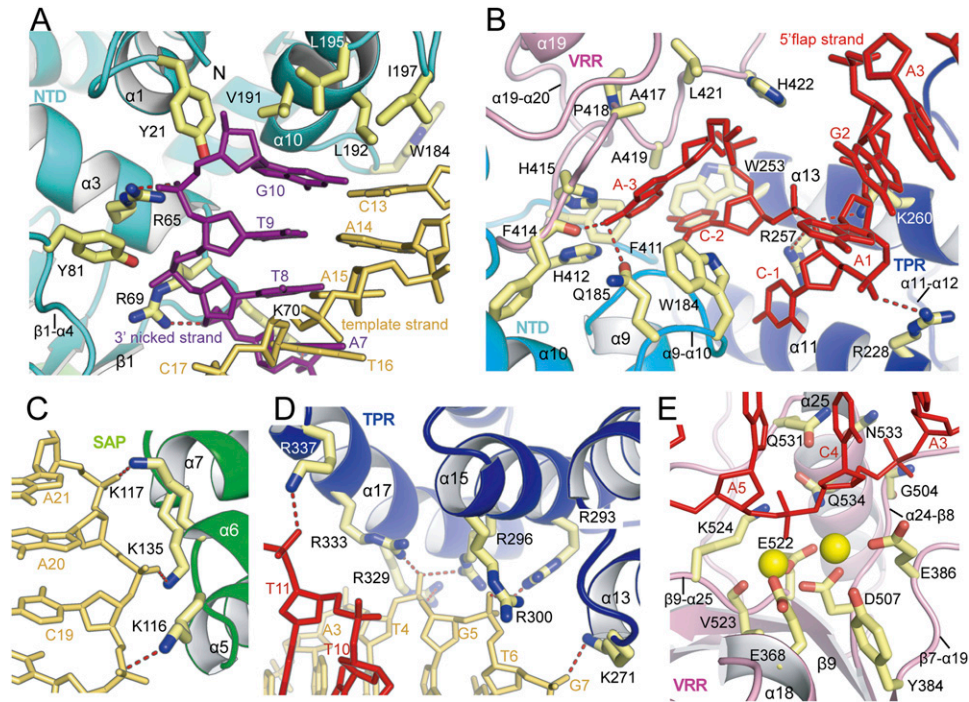 A
L195
I197
N
NTD
α1
V191
α10
Y21
L192
W184
α3
G10
C13
R65
T9
A14
Y81
T8
A15
R69
K70
β1-α4
3' nicked strand
template strand
β1
A7
C17
T16
B
5'flap strand
α19
A3
VRR
H422
α19-α20
A417
L421
P418
G2
H415
A419
W253
α13
A-3
K260
C-2
R257
F414
F411
A1
TPR
H412
C-1
Q185
W184
α11-α12
NTD
α10
α9
α9-α10
α11
R228
C
SAP
α7
A21
K117
α6
K135
A20
K116
C19
α5
D
TPR
R337
α15
α17
R293
R333
R296
R329
α13
T11
R300
A3
T4
G5
T10
T6
G7
K271
E
α25
Q531
N533
C4
A3
A5
Q534
G504
K524
α24-β8
E522
E386
β9-α25
D507
V523
E368
β9
β7-α19
VRR
α18
Y384